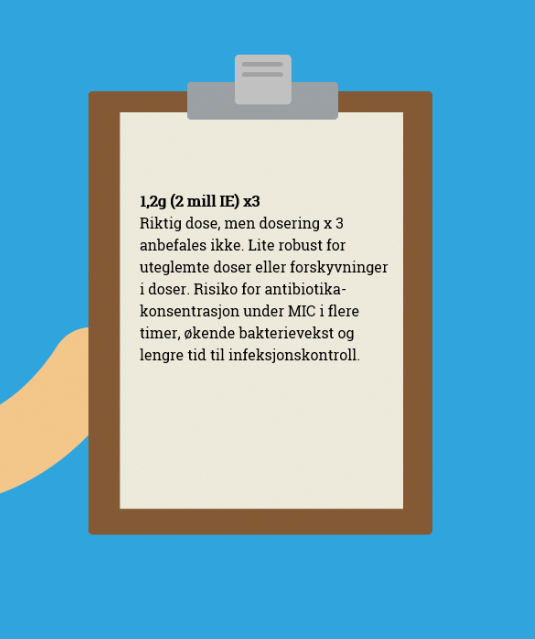 1,2g (2 mill IE) x3
Riktig dose, men dosering x 3
anbefales ikke. Lite robust for
uteglemte doser eller forskyvninger
i doser. Risiko for antibiotika-
konsentrasjon under MIC i flere
timer, økende bakterievekst og
lengre tid til infeksjonskontroll.